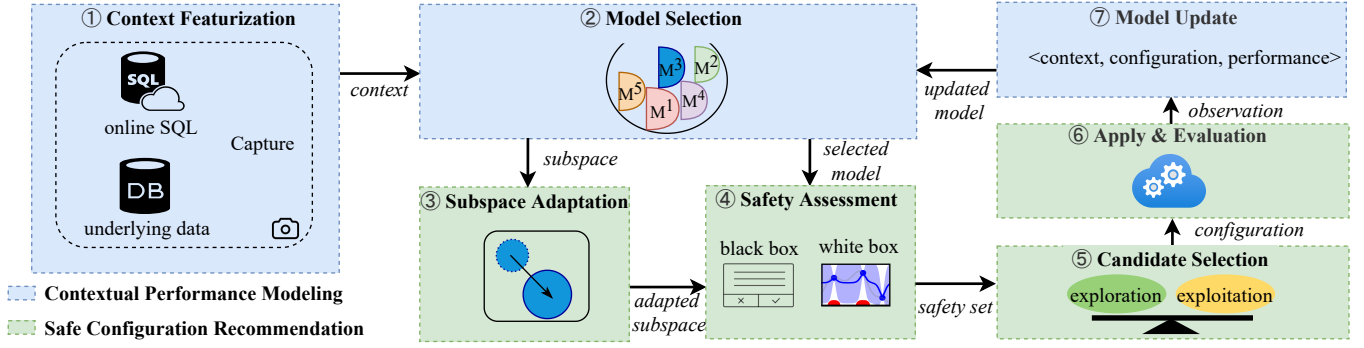 ① Context Featurization
SQL
online SQL
Capture
DB
underlying data
context
② Model Selection
M³
M²
M⁵
M¹
M⁴
subspace
selected
model
③ Subspace Adaptation
adapted
subspace
④ Safety Assessment
black box
white box
safety set
⑤ Candidate Selection
exploration
exploitation
configuration
⑥ Apply & Evaluation
observation
⑦ Model Update
<context, configuration, performance>
updated
model
Contextual Performance Modeling
Safe Configuration Recommendation